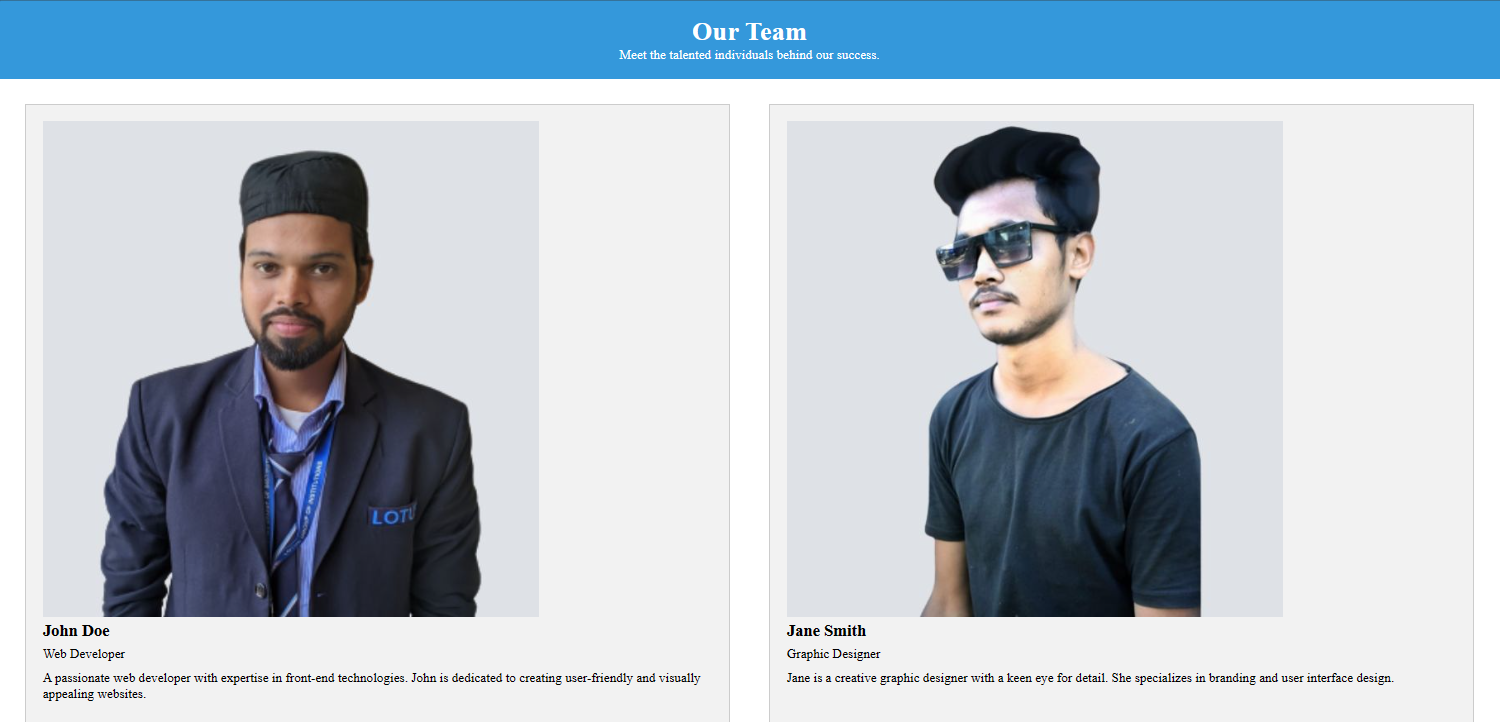 Our Team
Meet the talented individuals behind our success.
LOTU
John Doe
Web Developer
A passionate web developer with expertise in front-end technologies. John is dedicated to creating user-friendly and visually
appealing websites.
Jane Smith
Graphic Designer
Jane is a creative graphic designer with a keen eye for detail. She specializes in branding and user interface design.